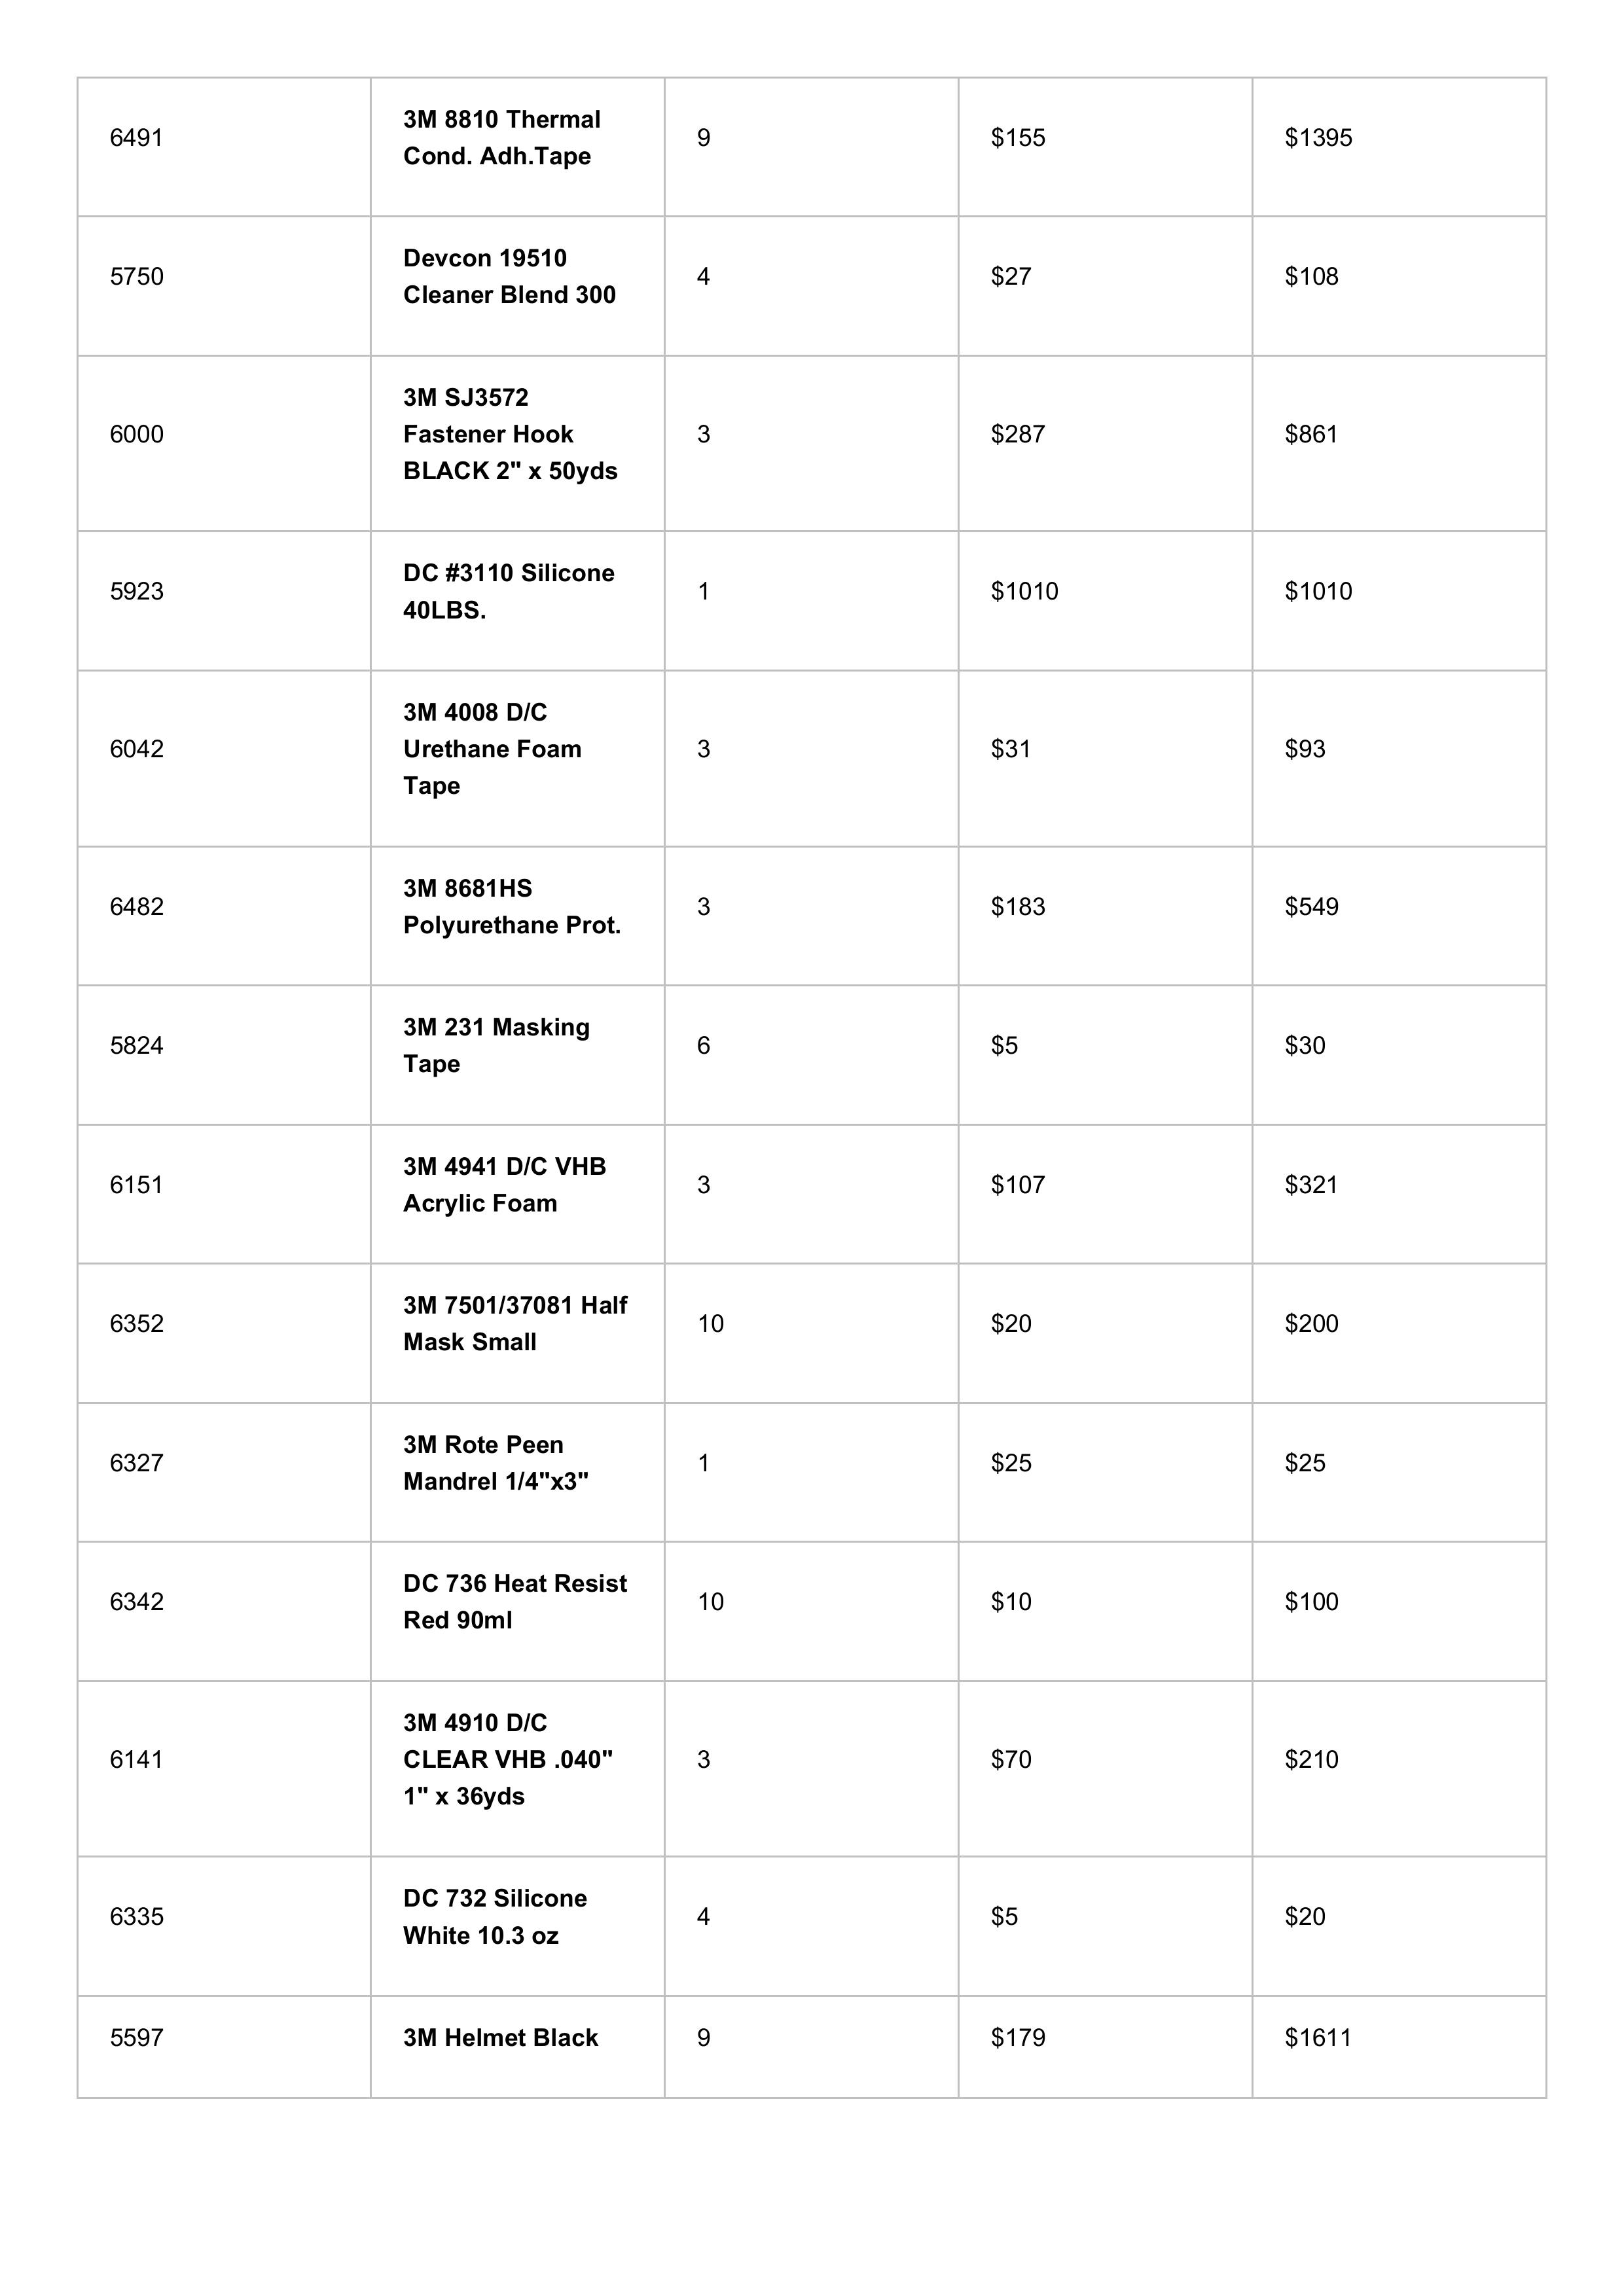 6491
3M 8810 Thermal
Cond. Adh.Tape
9
$155
$1395
5750
Devcon 19510
Cleaner Blend 300
4
$27
$108
6000
3M SJ3572
Fastener Hook
BLACK 2" x 50yds
3
$287
$861
5923
DC #3110 Silicone
40LBS.
1
$1010
$1010
6042
3M 4008 D/C
Urethane Foam
Tape
3
$31
$93
6482
3M 8681HS
Polyurethane Prot.
3
$183
$549
5824
3M 231 Masking
Tape
6
$5
$30
6151
3M 4941 D/C VHB
Acrylic Foam
3
$107
$321
6352
3M 7501/37081 Half
Mask Small
10
$20
$200
6327
3M Rote Peen
Mandrel 1/4"x3"
1
$25
$25
6342
DC 736 Heat Resist
Red 90ml
10
$10
$100
6141
3M 4910 D/C
CLEAR VHB .040"
1" x 36yds
3
$70
$210
6335
DC 732 Silicone
White 10.3 oz
4
$5
$20
5597
3M Helmet Black
9
$179
$1611